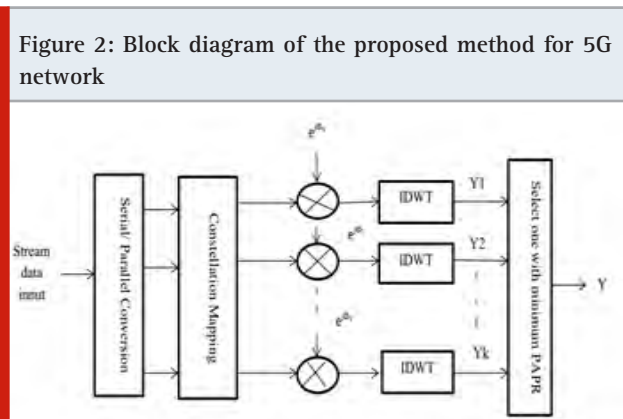 Figure 2: Block diagram of the proposed method for 5G
network
Stream
data
input
Serial/ Parallel Conversion
Constellation Mapping
IDWT
Y1
IDWT
Y2
IDWT
Yk
Select one with minimum PAPR
Y